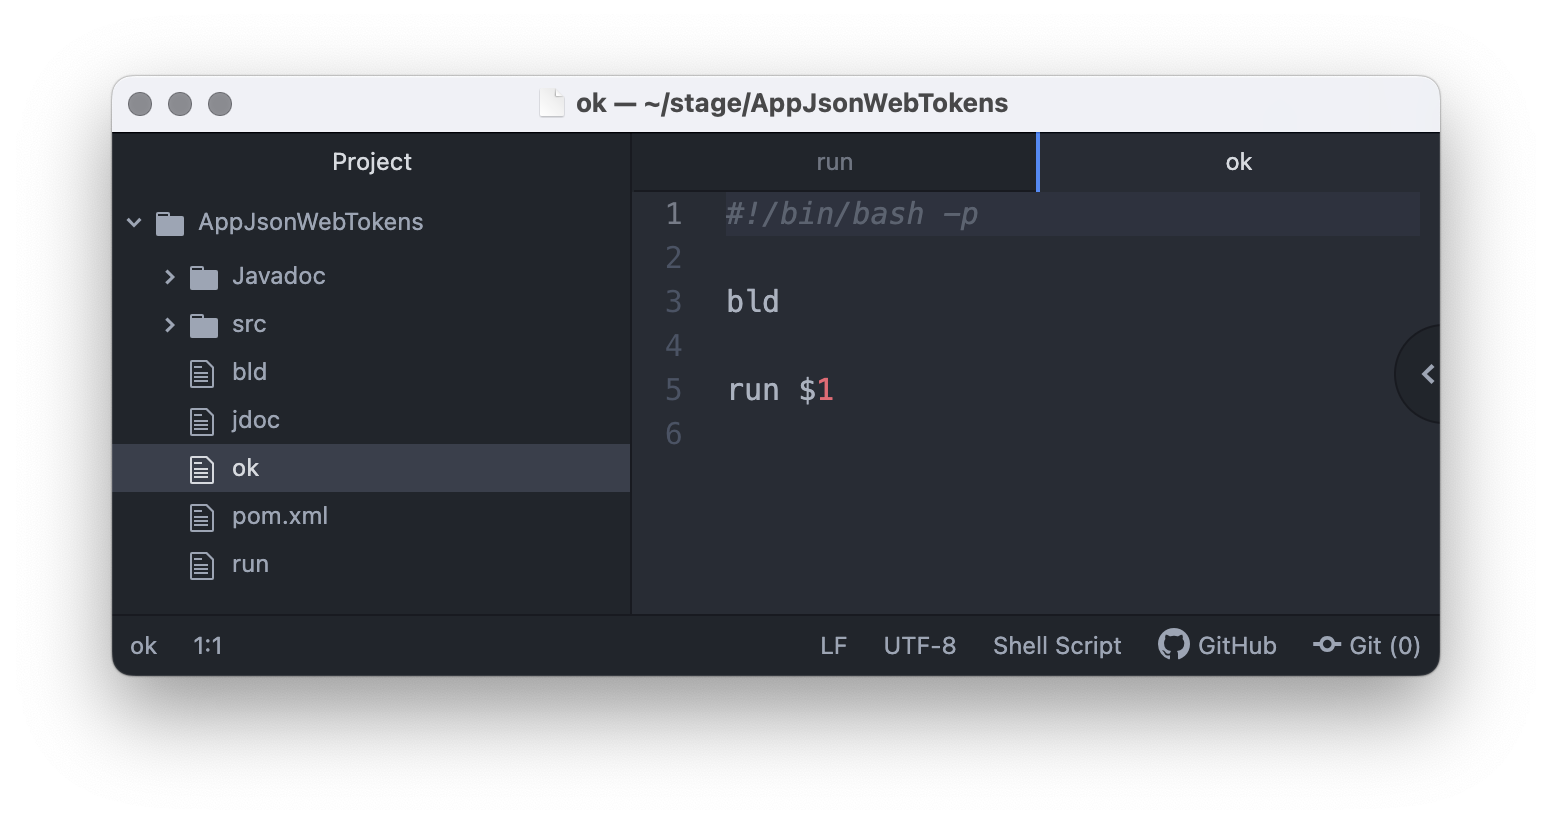 ok — ~/stage/AppJsonWebTokens
Project
AppJsonWebTokens
Javadoc
src
bld
jdoc
ok
pom.xml
run
run
ok
1 #!/bin/bash -p
2
3 bld
4
5 run $1
6
ok 1:1 LF UTF-8 Shell Script GitHub Git (0)